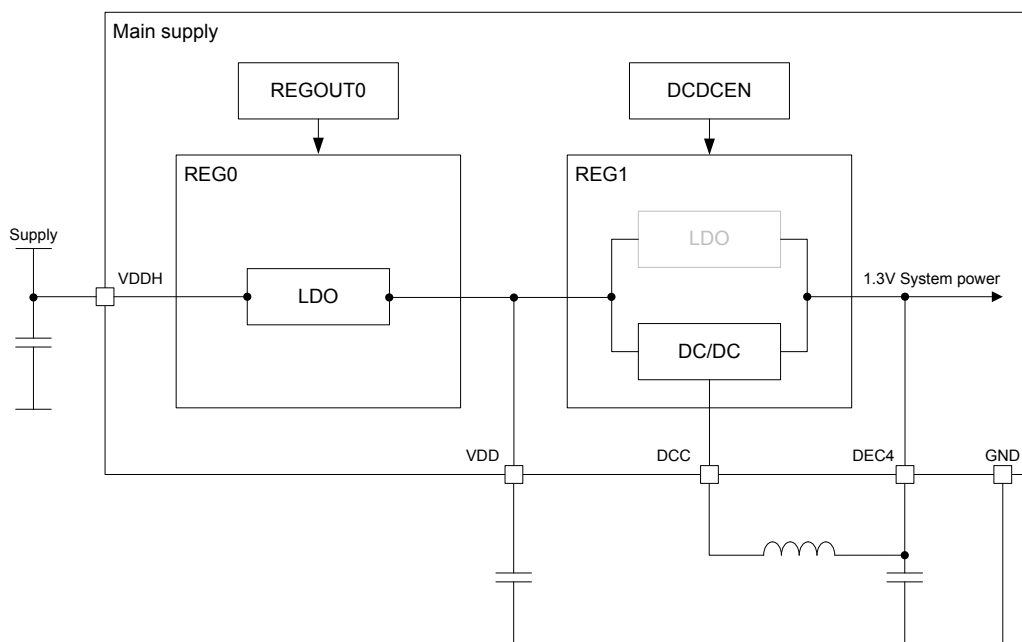 Main supply
REGOUT0
DCDCEN
REG0
REG1
Supply
LDO
VDDH
LDO
1.3V System power
DC/DC
VDD
DCC
DEC4
GND